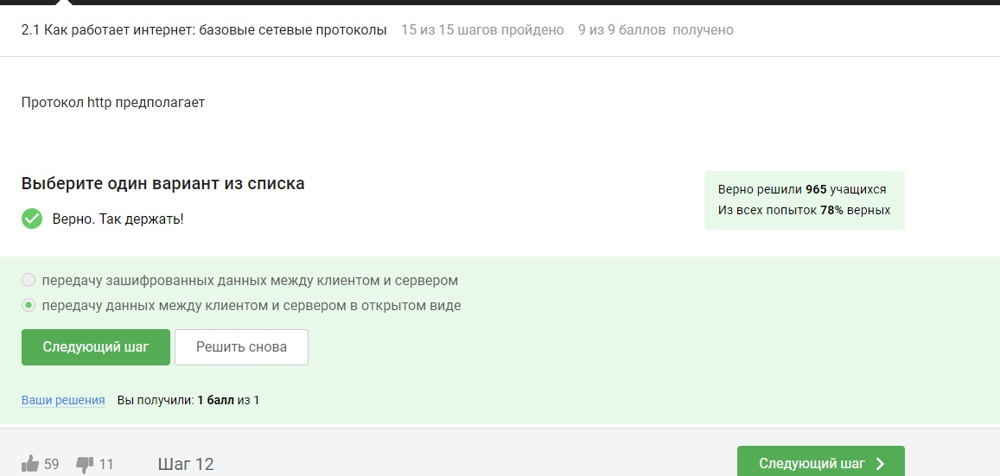 2.1 Как работает интернет: базовые сетевые протоколы 15 из 15 шагов пройдено 9 из 9 баллов получено
Протокол http предполагает
Выберите один вариант из списка
Верно. Так держать!
Верно решили 965 учащихся
Из всех попыток 78% верных
передачу зашифрованных данных между клиентом и сервером
передачу данных между клиентом и сервером в открытом виде
Следующий шаг Решить снова
Ваши решения Вы получили: 1 балл из 1
59 11 Шаг 12 Следующий шаг